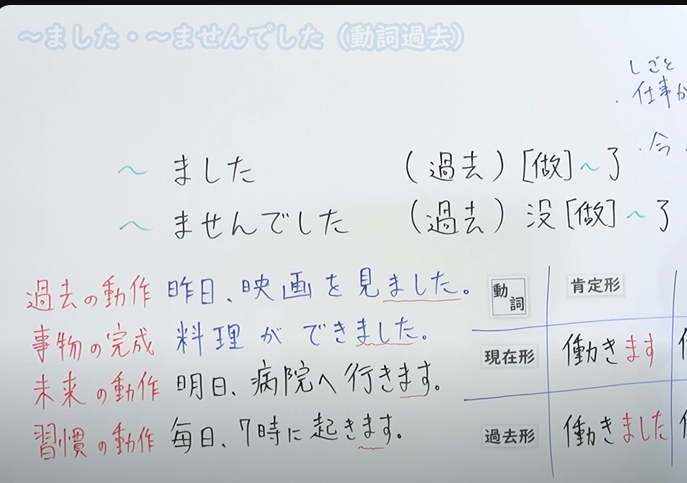 ～ました・～ませんでした（動詞過去）
しごと
・仕事か
・今
～ました (過去) [做]～了
～ませんでした (過去) 没[做]～了
過去の動作 昨日、映画を見ました。
事物の完成 料理ができました。
未来の動作 明日、病院へ行きます。
習慣の動作 毎日、7時に起きます。
動詞 肯定形
現在形 働きます
過去形 働きました